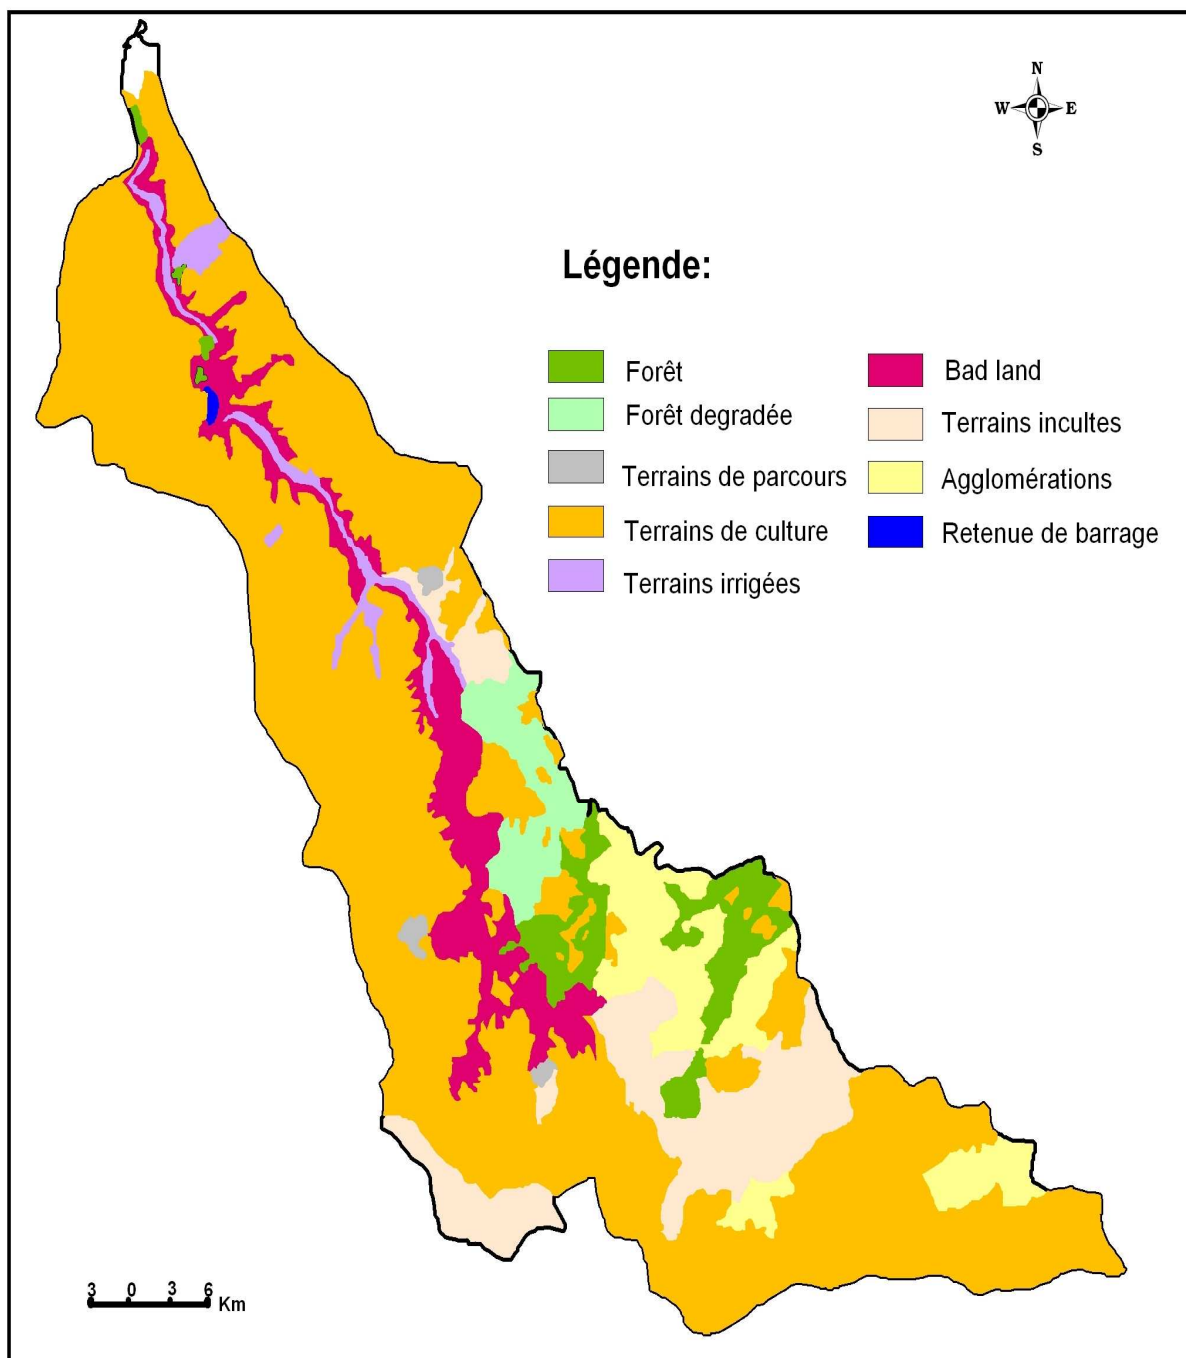 N
W E
S
Légende:
Forêt
Forêt degradée
Terrains de parcours
Terrains de culture
Terrains irrigées
Bad land
Terrains incultes
Agglomérations
Retenue de barrage
3 0 3 6
Km